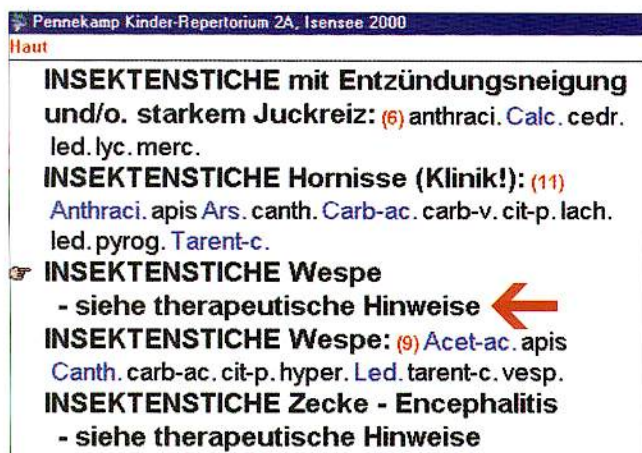 Pennekamp Kinder-Repertorium 2A, Isensee 2000
Haut
INSEKTENSTICHE mit Entzündungsneigung
und/o. starkem Juckreiz: (6) anthraci. Calc. cedr.
led. lyc. merc.
INSEKTENSTICHE Hornisse (Klinik!): (11)
Anthraci. apis Ars. canth. Carb-ac. carb-v. cit-p. lach.
led. pyrog. Tarent-c.
INSEKTENSTICHE Wespe
- siehe therapeutische Hinweise
INSEKTENSTICHE Wespe: (9) Acet-ac. apis
Canth. carb-ac. cit-p. hyper. Led. tarent-c. vesp.
INSEKTENSTICHE Zecke - Encephalitis
- siehe therapeutische Hinweise